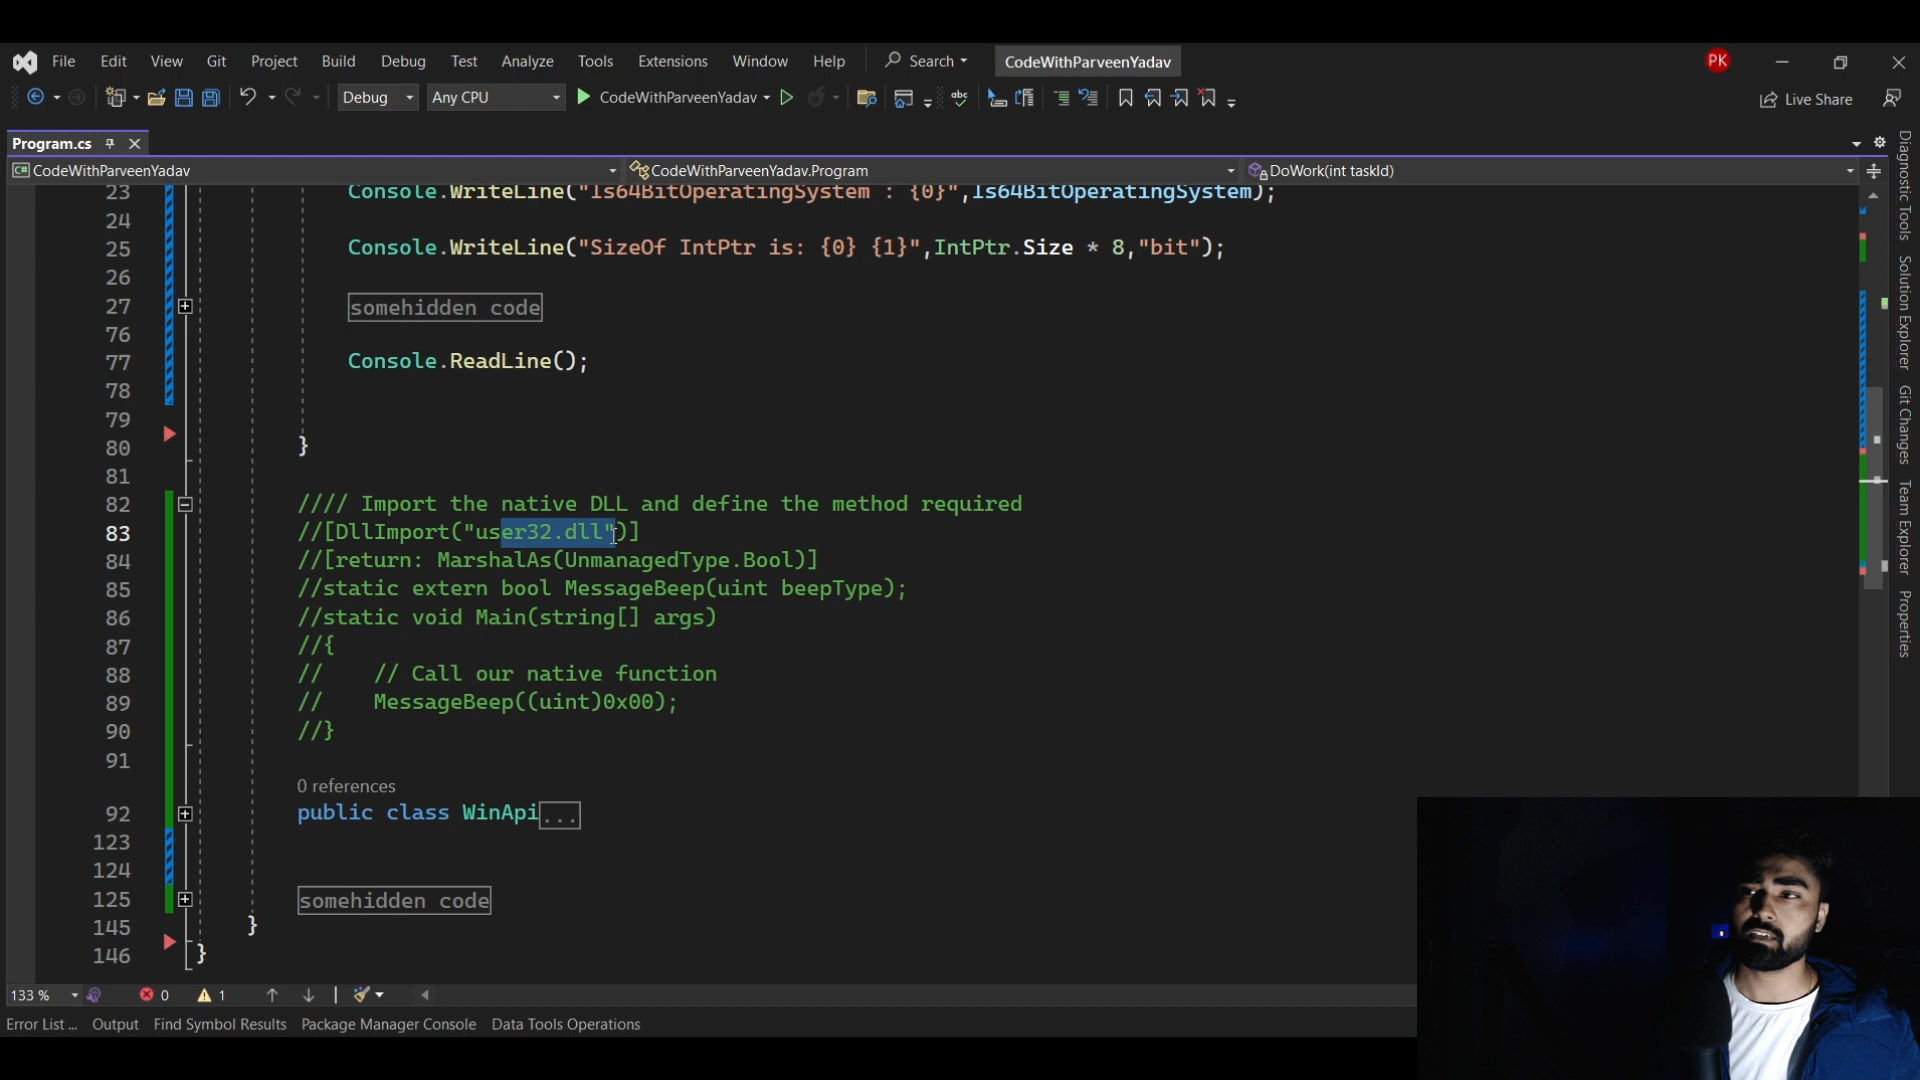 File Edit View Git Project Build Debug Test Analyze Tools Extensions Window Help Search CodeWithParveenYadav PK
Debug Any CPU CodeWithParveenYadav abc Live Share
Program.cs
C# CodeWithParveenYadav CodeWithParveenYadav.Program DoWork(int taskId)
23 Console.WriteLine("Is64BitOperatingSystem : {0}",Is64BitOperatingSystem);
24
25 Console.WriteLine("SizeOf IntPtr is: {0} {1}",IntPtr.Size * 8,"bit");
26
27 somehidden code
76
77 Console.ReadLine();
78
79
80 }
81
82 //// Import the native DLL and define the method required
83 //[DllImport("user32.dll")]
84 //[return: MarshalAs(UnmanagedType.Bool)]
85 //static extern bool MessageBeep(uint beepType);
86 //static void Main(string[] args)
87 //{
88 // // Call our native function
89 // MessageBeep((uint)0x00);
90 //}
91
0 references
92 public class WinApi...
123
124
125 somehidden code
145 }
146 }
133 % 0 1
Error List ... Output Find Symbol Results Package Manager Console Data Tools Operations
Diagnostic Tools
Solution Explorer
Git Changes
Team Explorer
Properties